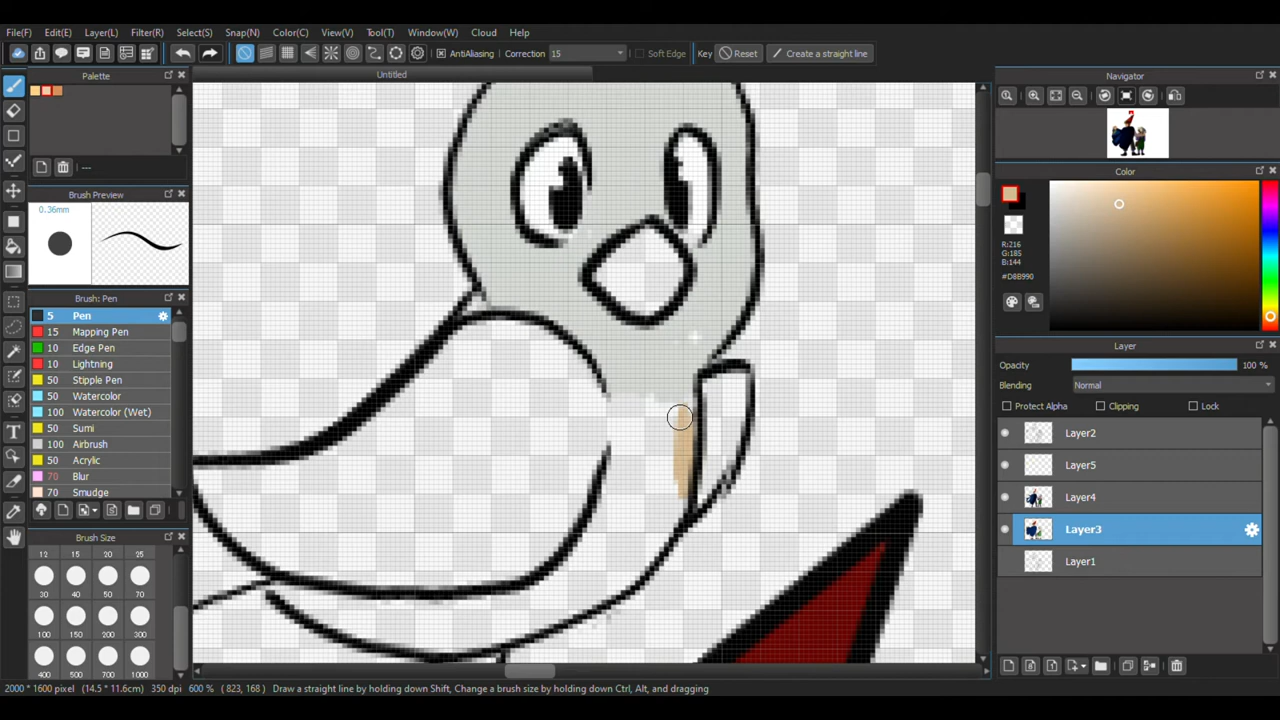 File(F) Edit(E) Layer(L) Filter(R) Select(S) Snap(N) Color(C) View(V) Tool(T) Window(W) Cloud Help
AntiAliasing Correction 15 Soft Edge Key Reset Create a straight line
Palette
Untitled
Navigator
---
Brush Preview
0.36mm
Color
R:216
G:185
B:144
#D8B990
Brush: Pen
5 Pen
15 Mapping Pen
10 Edge Pen
10 Lightning
50 Stipple Pen
50 Watercolor
100 Watercolor (Wet)
50 Sumi
100 Airbrush
50 Acrylic
70 Blur
70 Smudge
Brush Size
12 15 20 25
30 40 50 70
100 150 200 300
400 500 700 1000
Layer
Opacity 100 %
Blending Normal
Protect Alpha Clipping Lock
Layer2
Layer5
Layer4
Layer3
Layer1
2000 * 1600 pixel (14.5 * 11.6cm) 350 dpi 600 % ( 823, 168 ) Draw a straight line by holding down Shift, Change a brush size by holding down Ctrl, Alt, and dragging